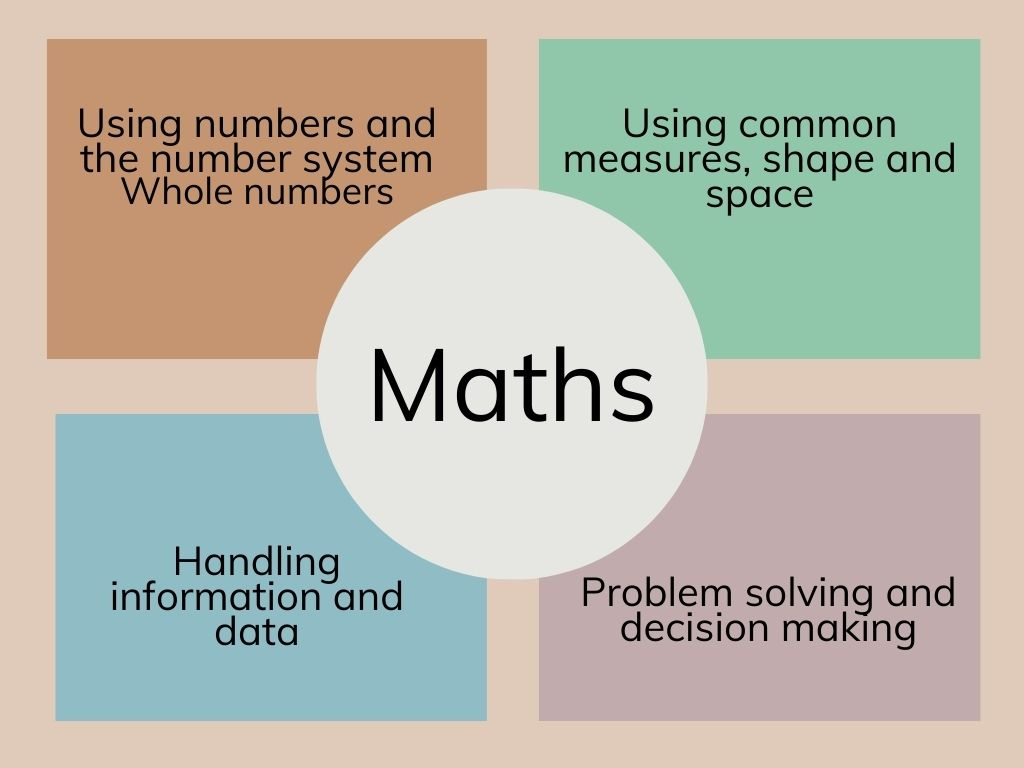 Using numbers and
the number system
Whole numbers
Using common
measures, shape and
space
Maths
Handling
information and
data
Problem solving and
decision making